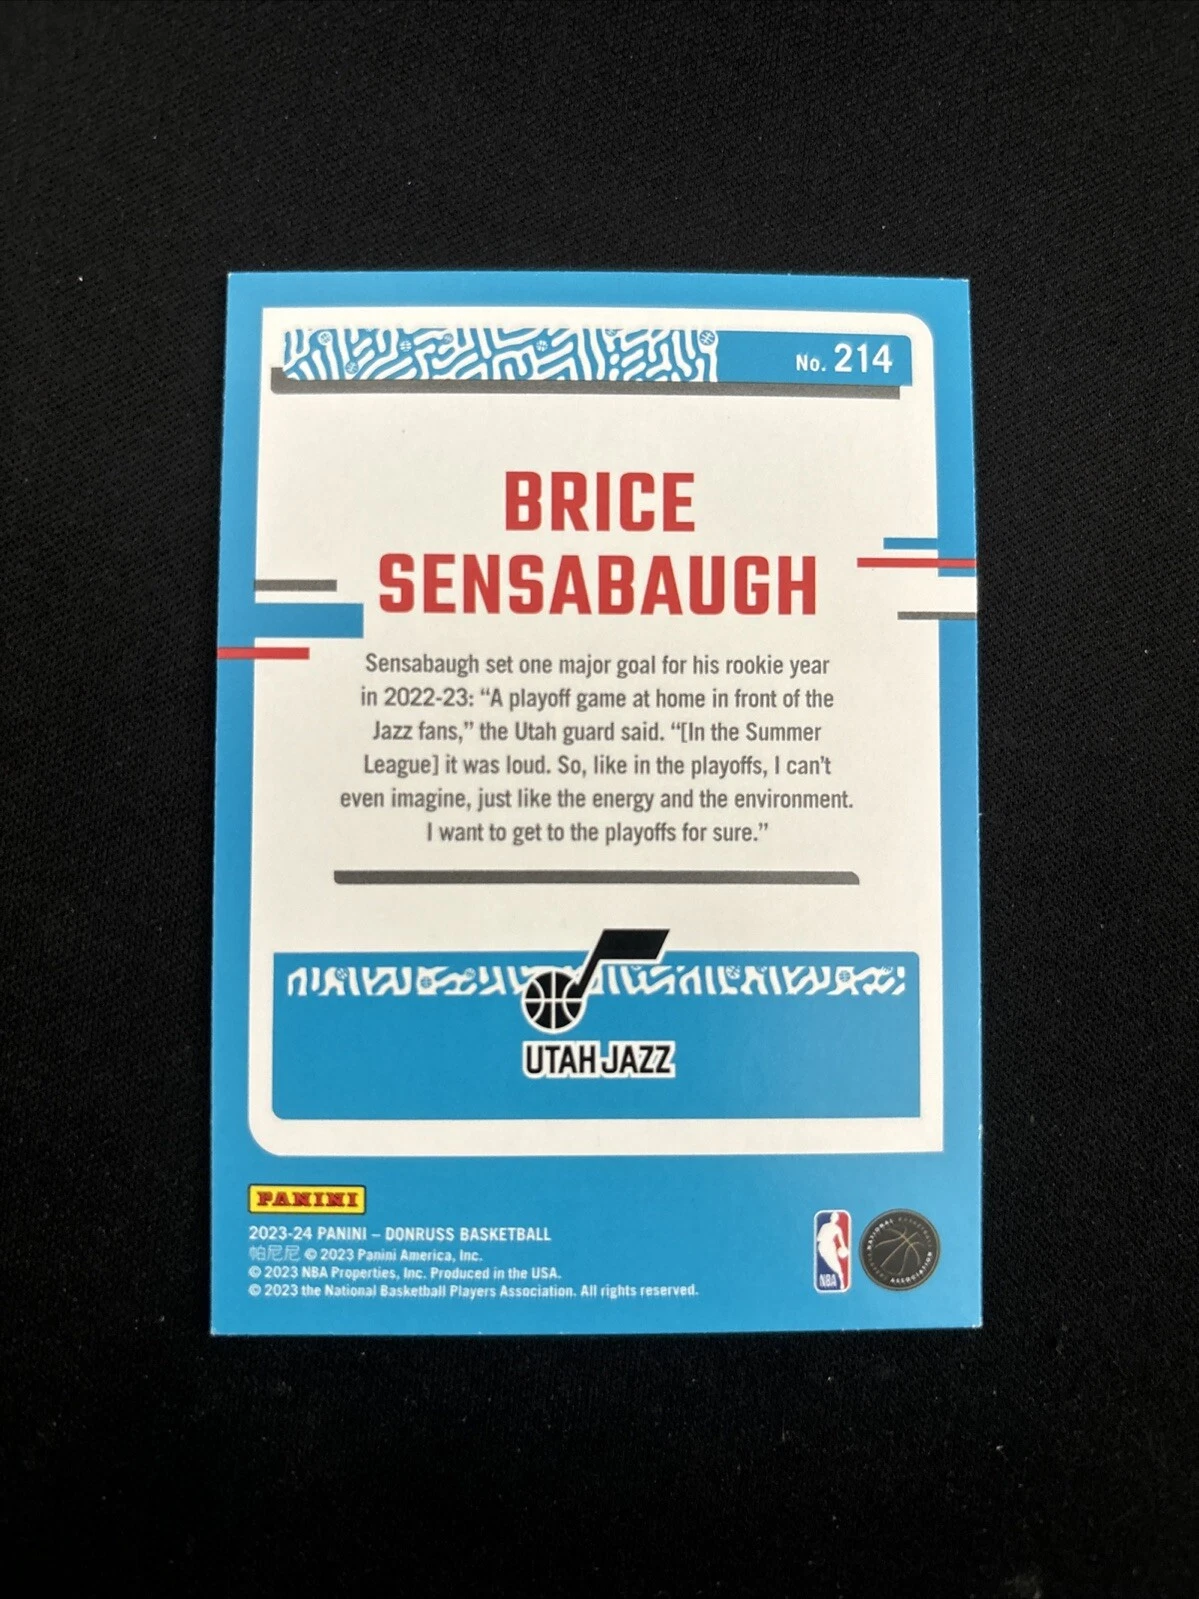 No. 214
BRICE
SENSABAUGH
Sensabaugh set one major goal for his rookie year
in 2022-23: “A playoff game at home in front of the
Jazz fans,” the Utah guard said. “[In the Summer
League] it was loud. So, like in the playoffs, I can’t
even imagine, just like the energy and the environment.
I want to get to the playoffs for sure.”
UTAH JAZZ
PANINI
2023-24 PANINI – DONRUSS BASKETBALL
帕尼尼 © 2023 Panini America, Inc.
© 2023 NBA Properties, Inc. Produced in the USA.
© 2023 the National Basketball Players Association. All rights reserved.
NBA
NATIONAL BASKETBALL PLAYERS ASSOCIATION